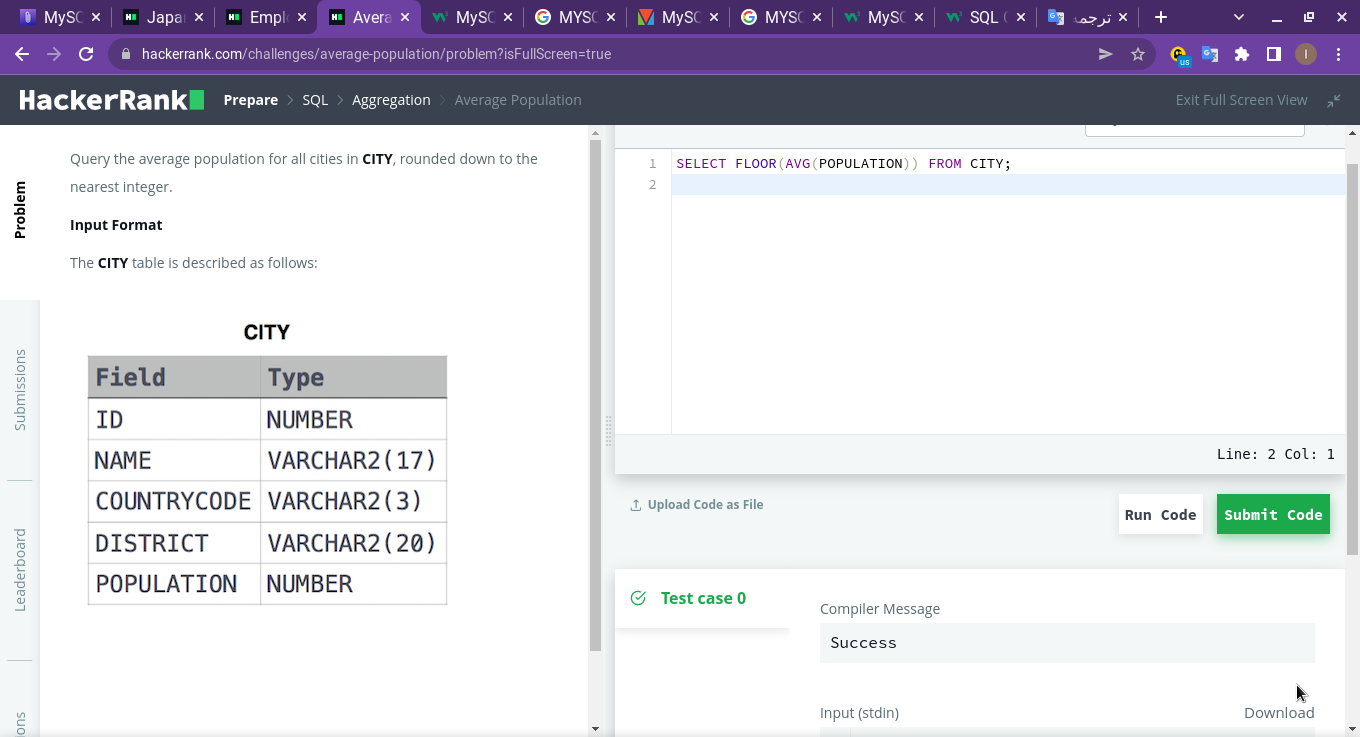 MySC
Japa
Empl
Avera
MySC
MYSC
MySC
MYSC
MySC
SQL C
ترجمة
hackerrank.com/challenges/average-population/problem?isFullScreen=true
us
I
HackerRank
Prepare > SQL > Aggregation > Average Population
Exit Full Screen View
Problem
Submissions
Leaderboard
Query the average population for all cities in CITY, rounded down to the
nearest integer.
Input Format
The CITY table is described as follows:
CITY
Field Type
ID NUMBER
NAME VARCHAR2(17)
COUNTRYCODE VARCHAR2(3)
DISTRICT VARCHAR2(20)
POPULATION NUMBER
1 SELECT FLOOR(AVG(POPULATION)) FROM CITY;
2
Line: 2 Col: 1
Upload Code as File
Run Code
Submit Code
Test case 0
Compiler Message
Success
Input (stdin)
Download